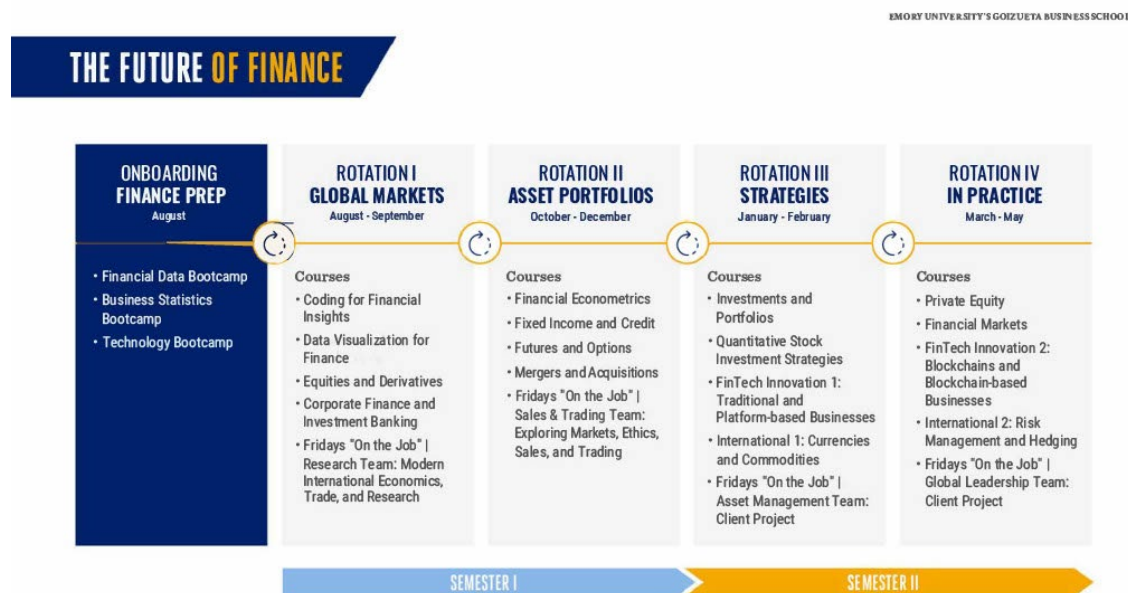 EMORY UNIVERSITY'S GOIZUETA BUSINESS SCHOOL
THE FUTURE OF FINANCE
ONBOARDING
FINANCE PREP
August
• Financial Data Bootcamp
• Business Statistics
Bootcamp
• Technology Bootcamp
ROTATION I
GLOBAL MARKETS
August - September
Courses
• Coding for Financial
Insights
• Data Visualization for
Finance
• Equities and Derivatives
• Corporate Finance and
Investment Banking
• Fridays "On the Job" |
Research Team: Modern
International Economics,
Trade, and Research
ROTATION II
ASSET PORTFOLIOS
October - December
Courses
• Financial Econometrics
• Fixed Income and Credit
• Futures and Options
• Mergers and Acquisitions
• Fridays "On the Job" |
Sales & Trading Team:
Exploring Markets, Ethics,
Sales, and Trading
ROTATION III
STRATEGIES
January - February
Courses
• Investments and
Portfolios
• Quantitative Stock
Investment Strategies
• FinTech Innovation 1:
Traditional and
Platform-based Businesses
• International 1: Currencies
and Commodities
• Fridays "On the Job" |
Asset Management Team:
Client Project
ROTATION IV
IN PRACTICE
March - May
Courses
• Private Equity
• Financial Markets
• FinTech Innovation 2:
Blockchains and
Blockchain-based
Businesses
• International 2: Risk
Management and Hedging
• Fridays "On the Job" |
Global Leadership Team:
Client Project
SEMESTER I
SEMESTER II